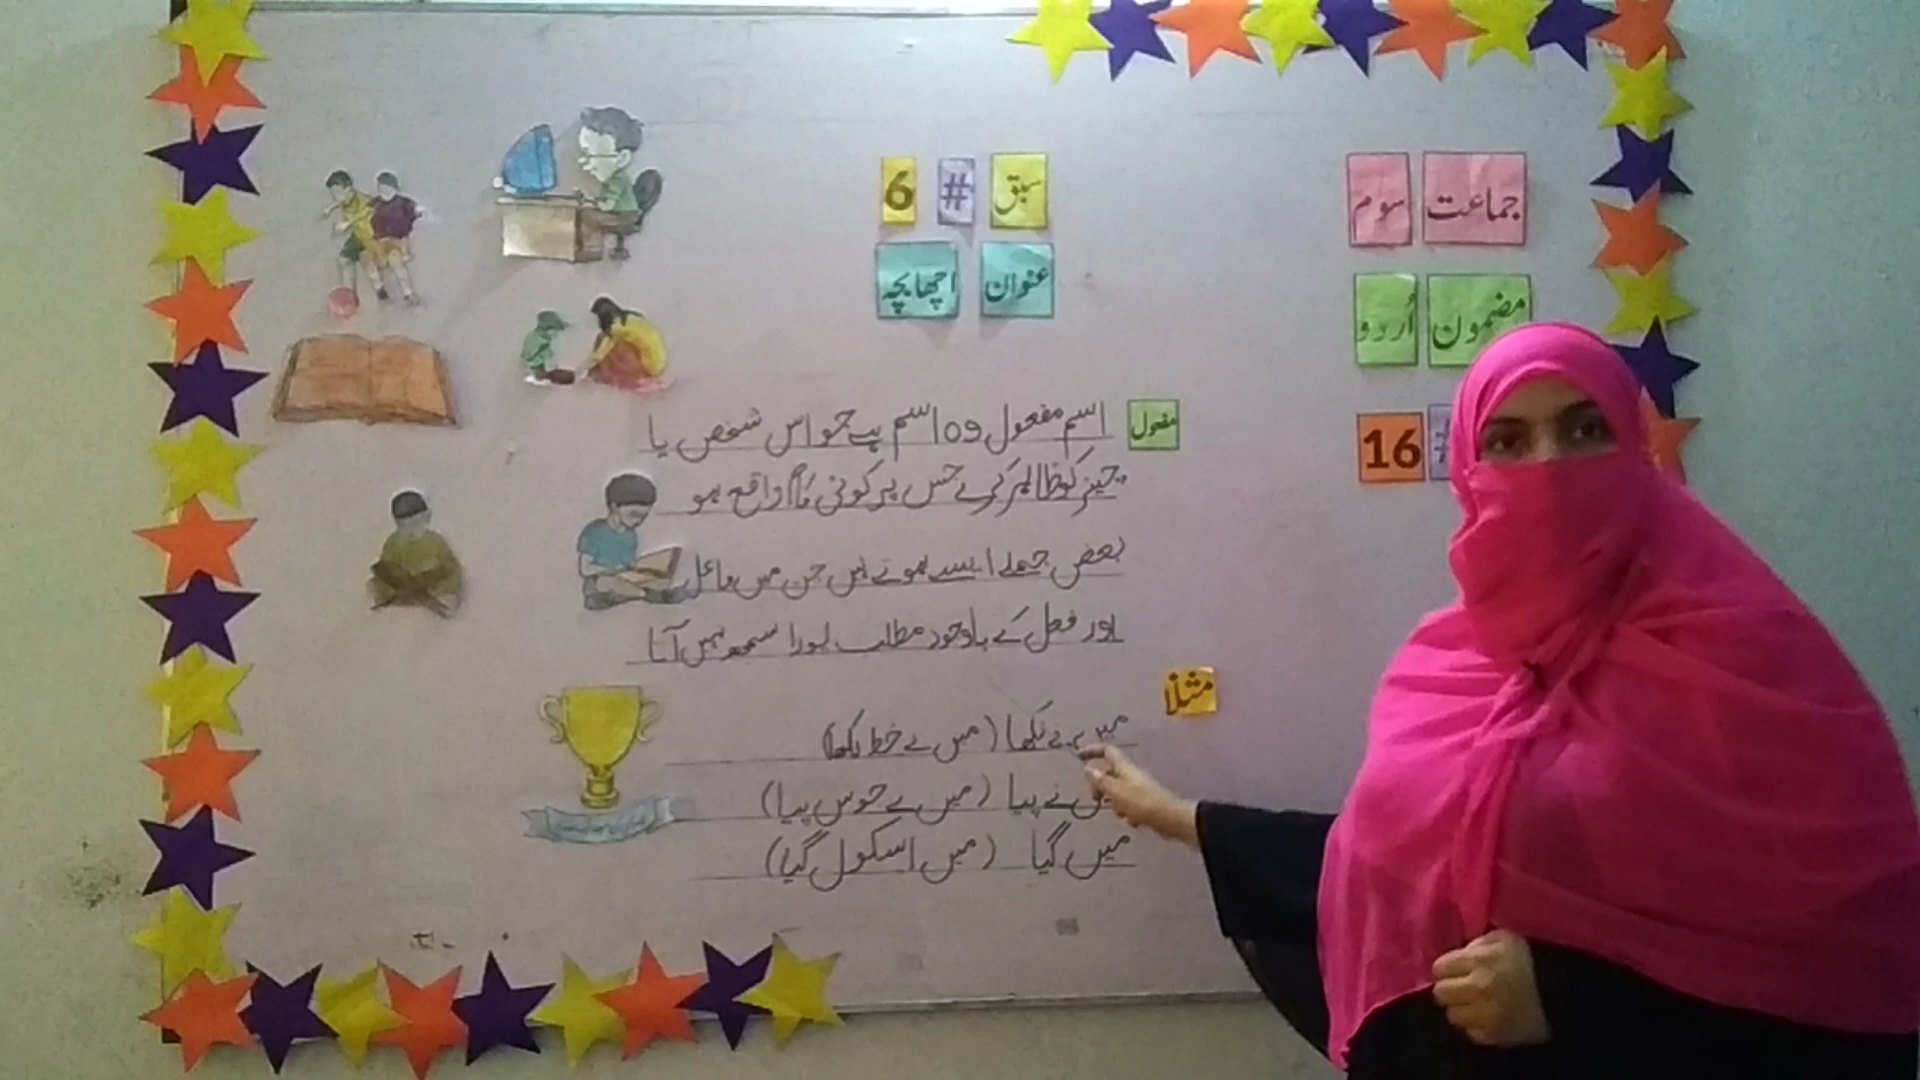 جماعت سوم
مضمون اُردو
16 #
سبق # 6
عنوان اچھا بچہ
مفعول
اسم مفعول وہ اسم ہے جو اس شخص یا
چیز کو ظاہر کرے جس پر کوئی کام واقع ہو
بعض جملے ایسے ہوتے ہیں جن میں فاعل
اور فعل کے باوجود مطلب پورا سمجھ نہیں آتا
مثلاً
میں نے لکھا (میں نے خط لکھا)
میں نے پیا (میں نے جوس پیا)
میں گیا (میں اسکول گیا)